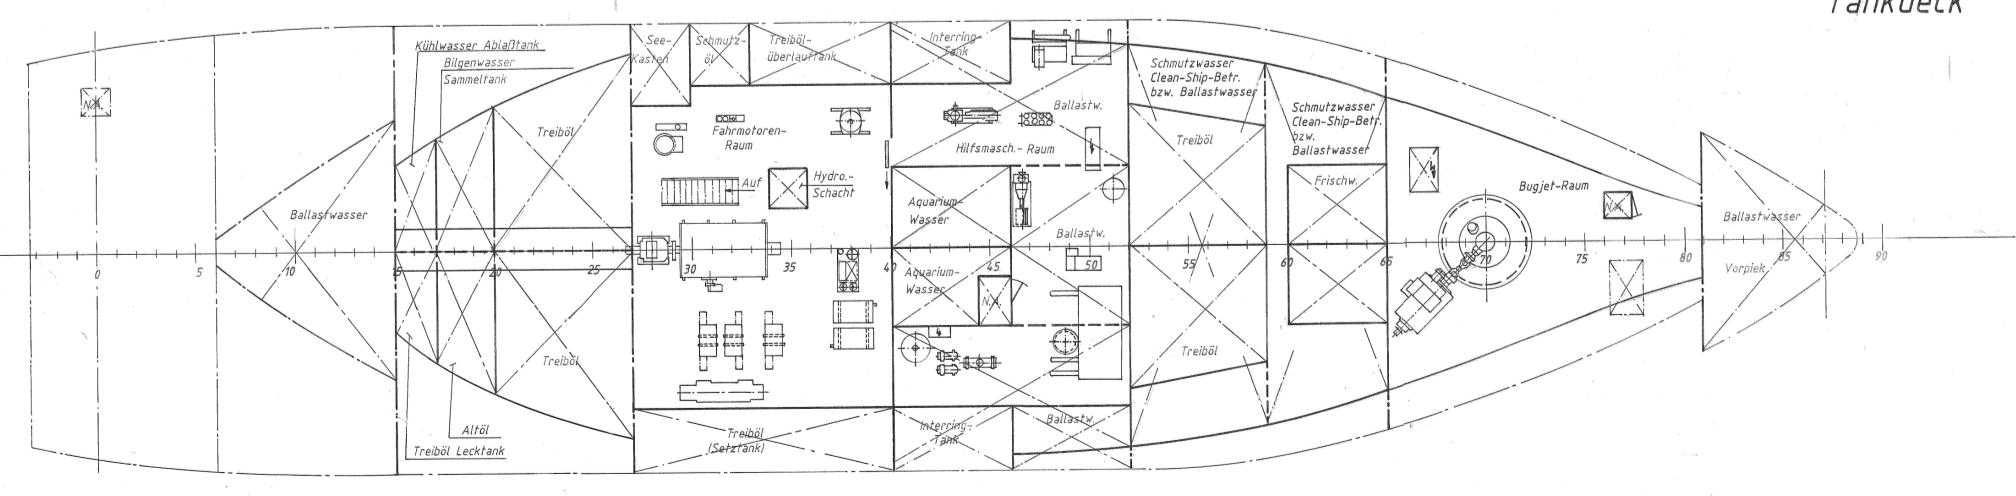 Tankdeck
Kühlwasser Ablaßtank
Bilgenwasser
Sammeltank
See-
Kasten
Schmutz-
öl
Treiböl-
überlauftank
Interring-
Tank
Schmutzwasser
Clean-Ship-Betr.
bzw. Ballastwasser
Schmutzwasser
Clean-Ship-Betr.
bzw.
Ballastwasser
N.A.
Treiböl
Fahrmotoren-
Raum
Ballastw.
Hilfsmasch.-Raum
Treiböl
Auf
Hydro.-
Schacht
Frischw.
Bugjet-Raum
N.A.
Ballastwasser
Aquarium-
Wasser
Ballastwasser
Ballastw.
0 5 10 15 20 25 30 35 40 45 50 55 60 65 70 75 80 85 90
Aquarium-
Wasser
N.A.
Vorpiek
Treiböl
Treiböl
Altöl
Treiböl Lecktank
Treiböl
(Setztank)
Interring-
Tank
Ballastw.